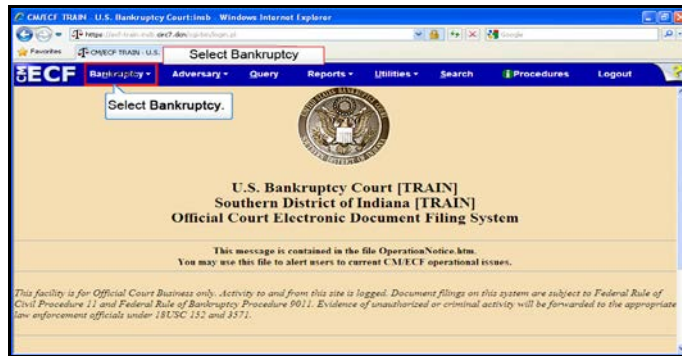 CM/ECF TRAIN - U.S. Bankruptcy Court:insb - Windows Internet Explorer
Favorites CM/ECF TRAIN - U.S.
Select Bankruptcy
ECF Bankruptcy Adversary Query Reports Utilities Search Procedures Logout
Select Bankruptcy.
U.S. Bankruptcy Court [TRAIN]
Southern District of Indiana [TRAIN]
Official Court Electronic Document Filing System
This message is contained in the file OperationNotice.htm.
You may use this file to alert users to current CM/ECF operational issues.
This facility is for Official Court Business only. Activity to and from this site is logged. Document filings on this system are subject to Federal Rule of
Civil Procedure 11 and Federal Rule of Bankruptcy Procedure 9011. Evidence of unauthorized or criminal activity will be forwarded to the appropriate
law enforcement officials under 18USC 152 and 3571.